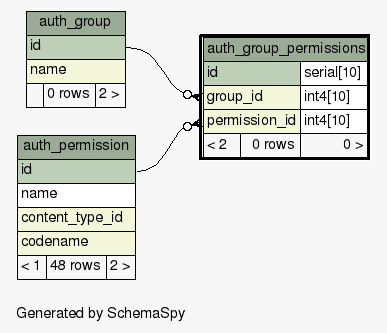 auth_group
id
name
0 rows 2 >
auth_group_permissions
id serial[10]
group_id int4[10]
permission_id int4[10]
< 2 0 rows 0 >
auth_permission
id
name
content_type_id
codename
< 1 48 rows 2 >
Generated by SchemaSpy